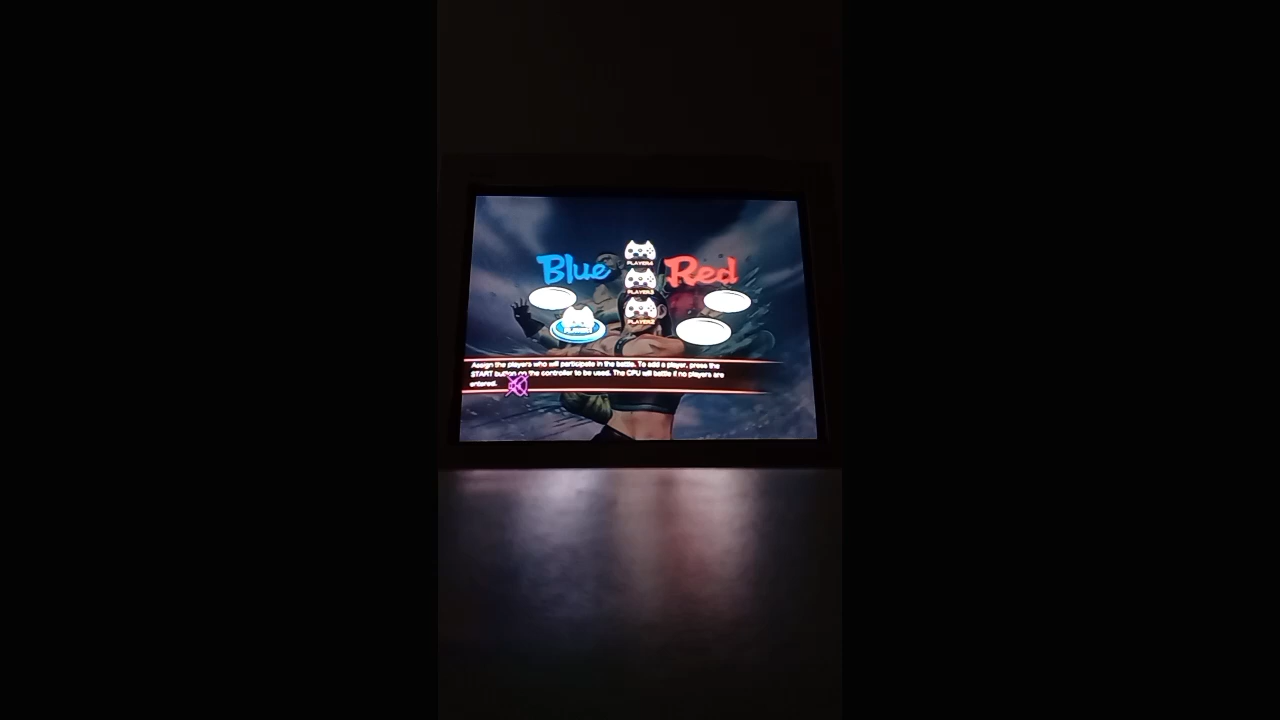 PLAYER4
Blue Red
PLAYER3
PLAYER2
Assign the players who will participate in the battle. To add a player, press the
START button on the controller to be used. The CPU will battle if no players are
entered.